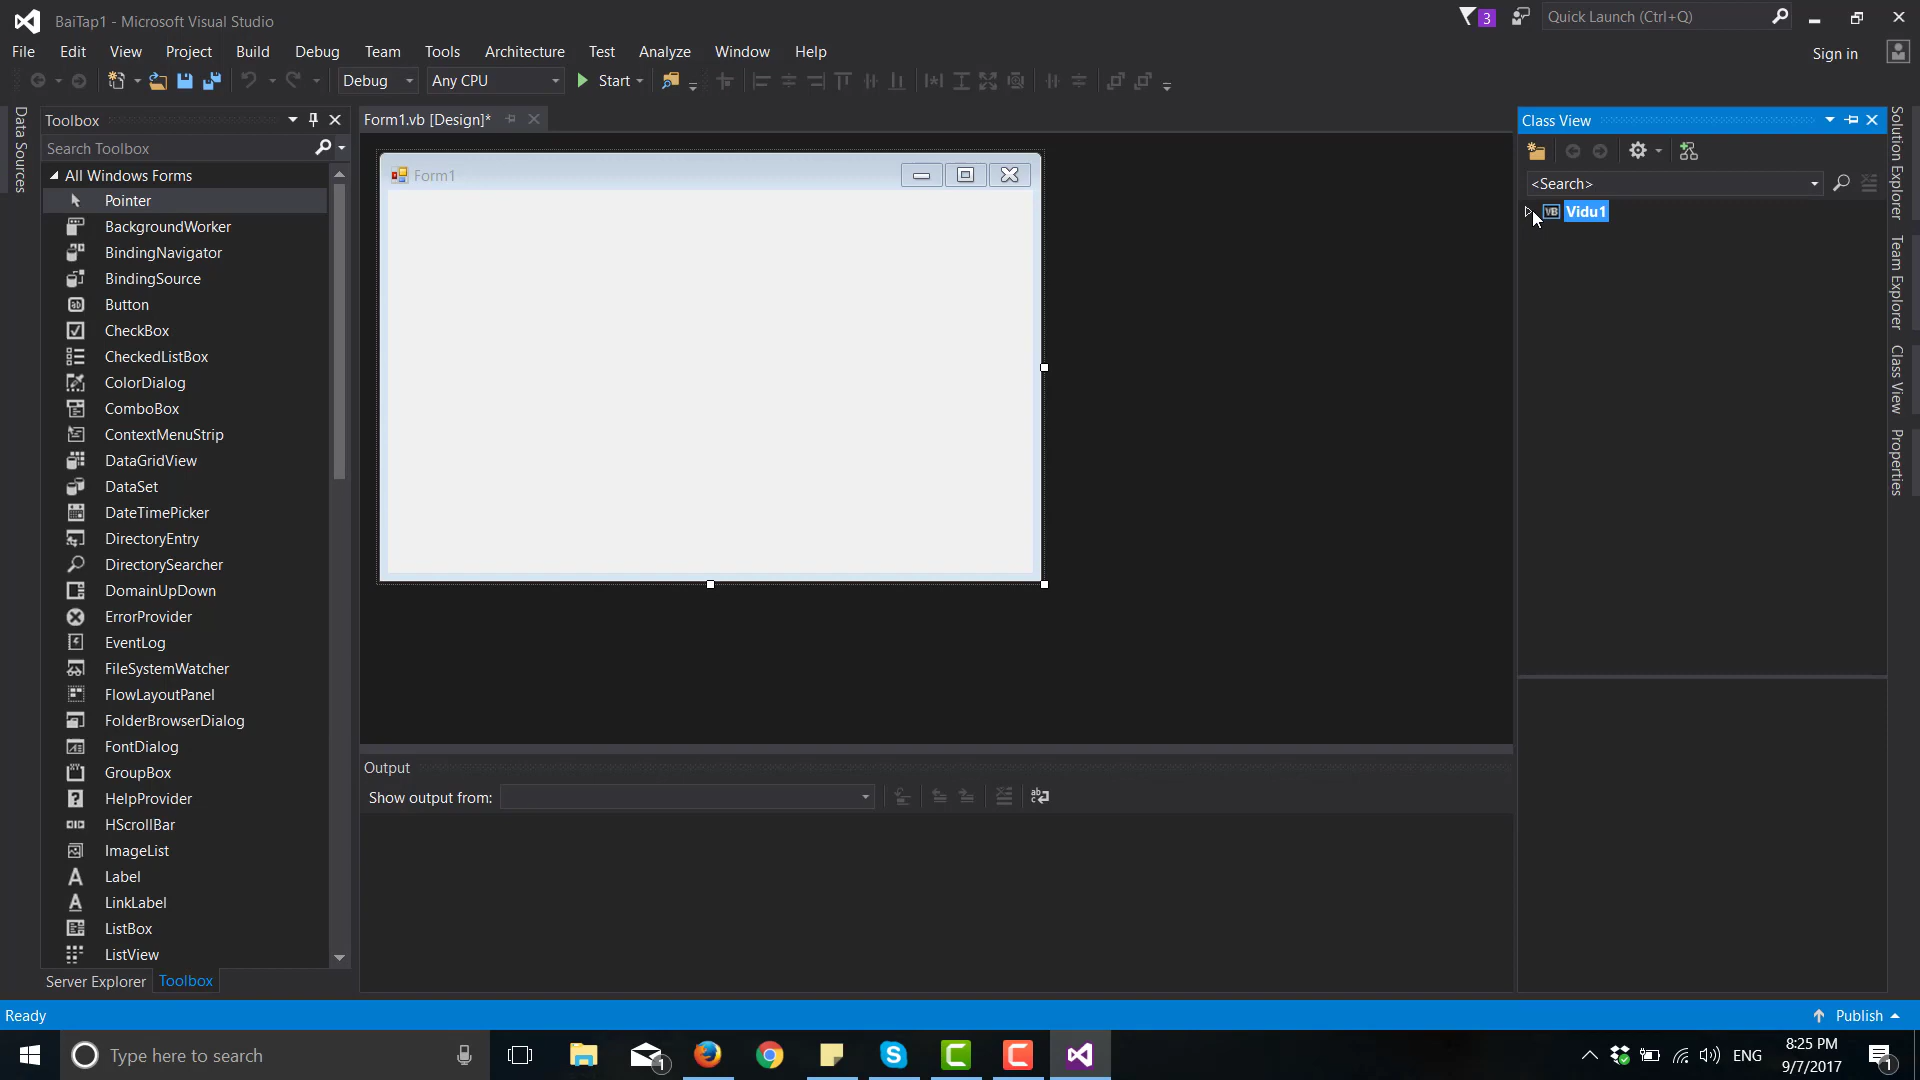 BaiTap1 - Microsoft Visual Studio
3
Quick Launch (Ctrl+Q)
File Edit View Project Build Debug Team Tools Architecture Test Analyze Window Help
Sign in
Debug Any CPU Start
Data Sources
Toolbox
Search Toolbox
All Windows Forms
Pointer
BackgroundWorker
BindingNavigator
BindingSource
Button
CheckBox
CheckedListBox
ColorDialog
ComboBox
ContextMenuStrip
DataGridView
DataSet
DateTimePicker
DirectoryEntry
DirectorySearcher
DomainUpDown
ErrorProvider
EventLog
FileSystemWatcher
FlowLayoutPanel
FolderBrowserDialog
FontDialog
GroupBox
HelpProvider
HScrollBar
ImageList
Label
LinkLabel
ListBox
ListView
Server Explorer Toolbox
Form1.vb [Design]*
Form1
Output
Show output from:
Class View
<Search>
VB Vidu1
Solution Explorer
Team Explorer
Class View
Properties
Ready
Publish
Type here to search
1
ENG
8:25 PM
9/7/2017
1